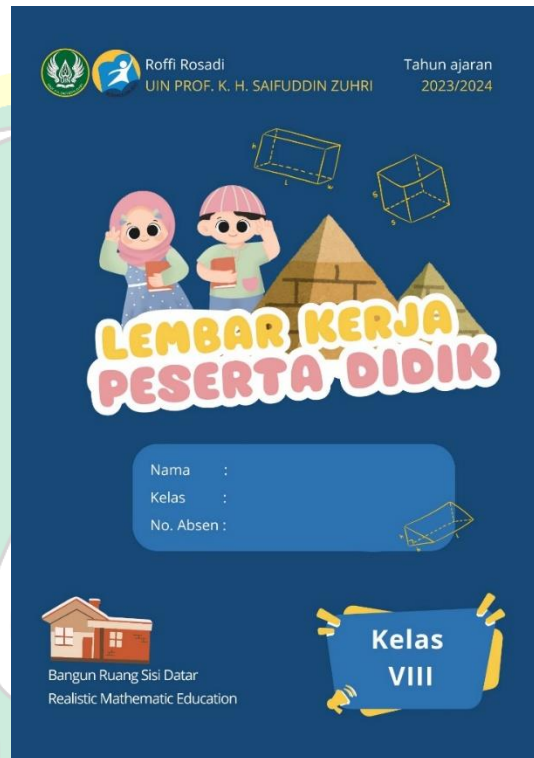 Roffi Rosadi
UIN PROF. K. H. SAIFUDDIN ZUHRI
Tahun ajaran
2023/2024
LEMBAR KERJA
PESERTA DIDIK
Nama :
Kelas :
No. Absen :
Bangun Ruang Sisi Datar
Realistic Mathematic Education
Kelas
VIII